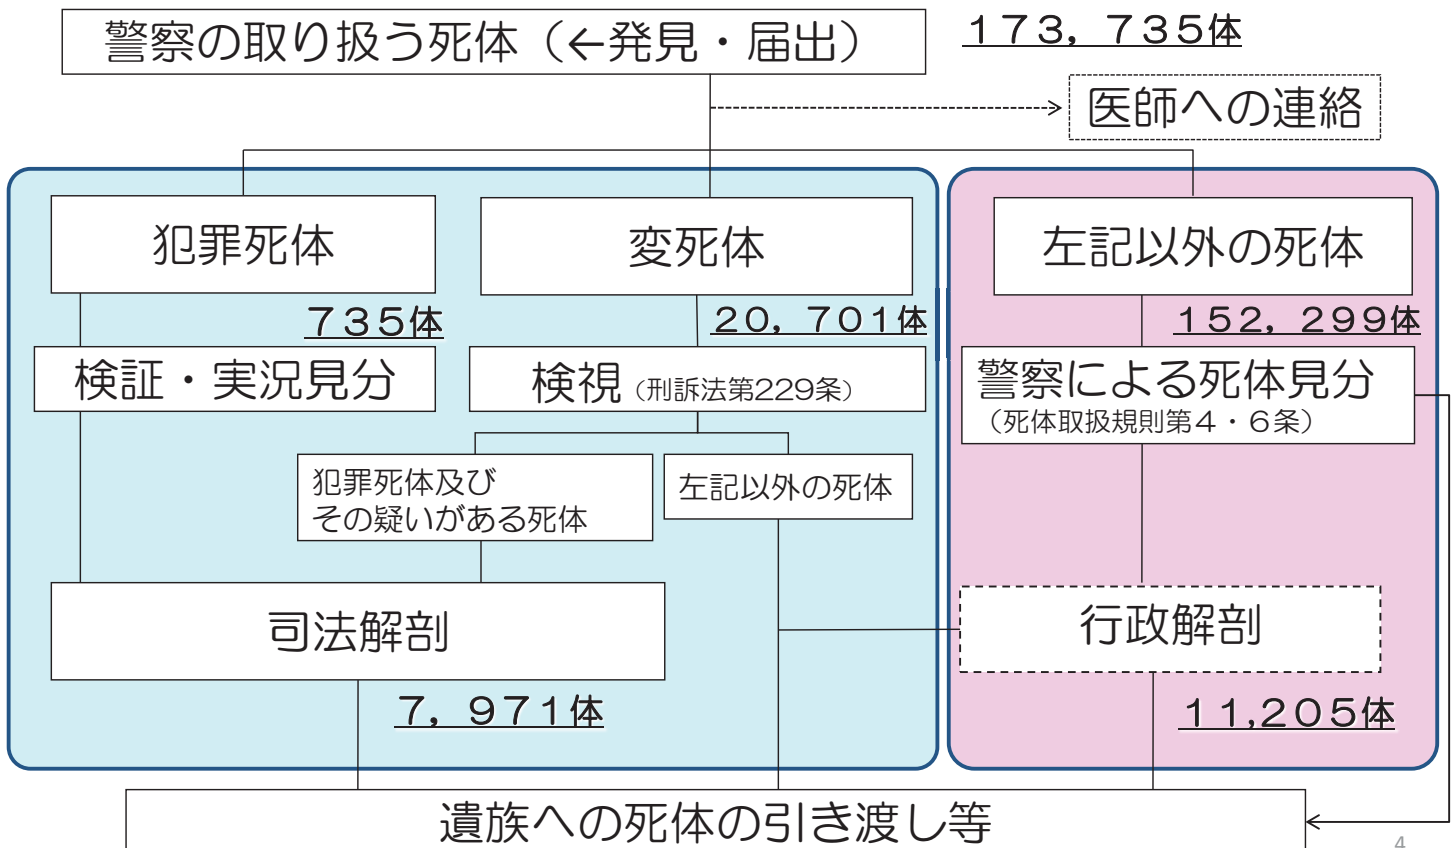 警察の取り扱う死体（←発見・届出）
１７３，７３５体
医師への連絡
犯罪死体
変死体
左記以外の死体
７３５体
２０，７０１体
１５２，２９９体
検証・実況見分
検視（刑訴法第229条）
警察による死体見分
（死体取扱規則第４・６条）
犯罪死体及び
その疑いがある死体
左記以外の死体
司法解剖
行政解剖
７，９７１体
１１,２０５体
遺族への死体の引き渡し等
4